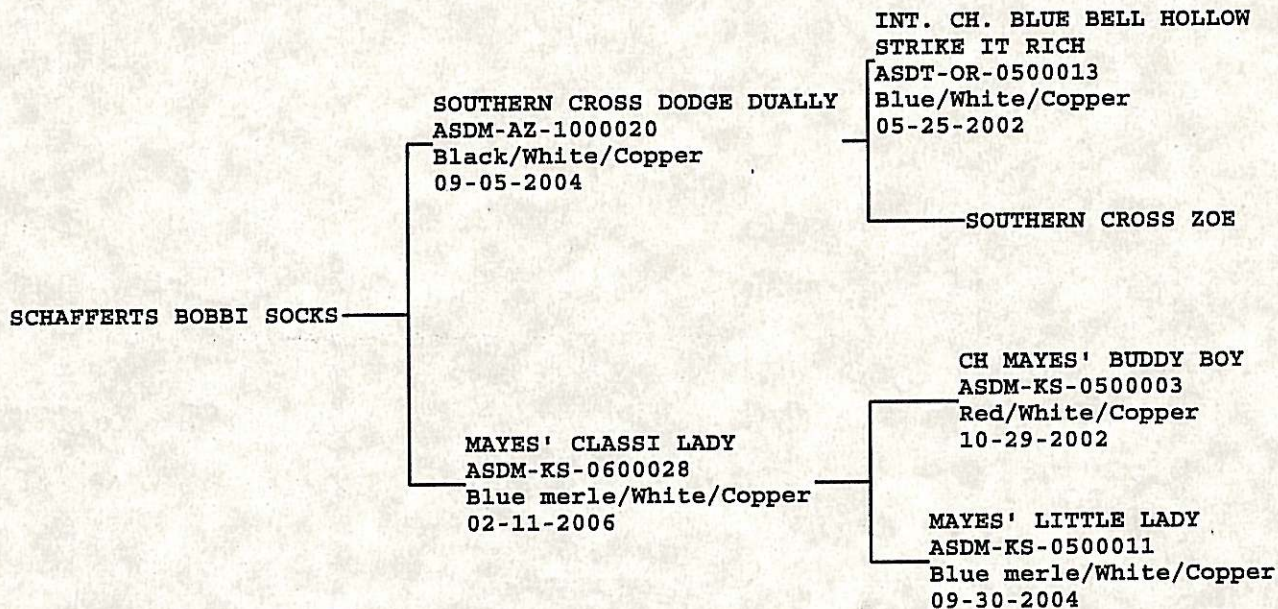 INT. CH. BLUE BELL HOLLOW
STRIKE IT RICH
ASDT-OR-0500013
Blue/White/Copper
05-25-2002
SOUTHERN CROSS DODGE DUALLY
ASDM-AZ-1000020
Black/White/Copper
09-05-2004
SOUTHERN CROSS ZOE
SCHAFFERTS BOBBI SOCKS
CH MAYES' BUDDY BOY
ASDM-KS-0500003
Red/White/Copper
10-29-2002
MAYES' CLASSI LADY
ASDM-KS-0600028
Blue merle/White/Copper
02-11-2006
MAYES' LITTLE LADY
ASDM-KS-0500011
Blue merle/White/Copper
09-30-2004